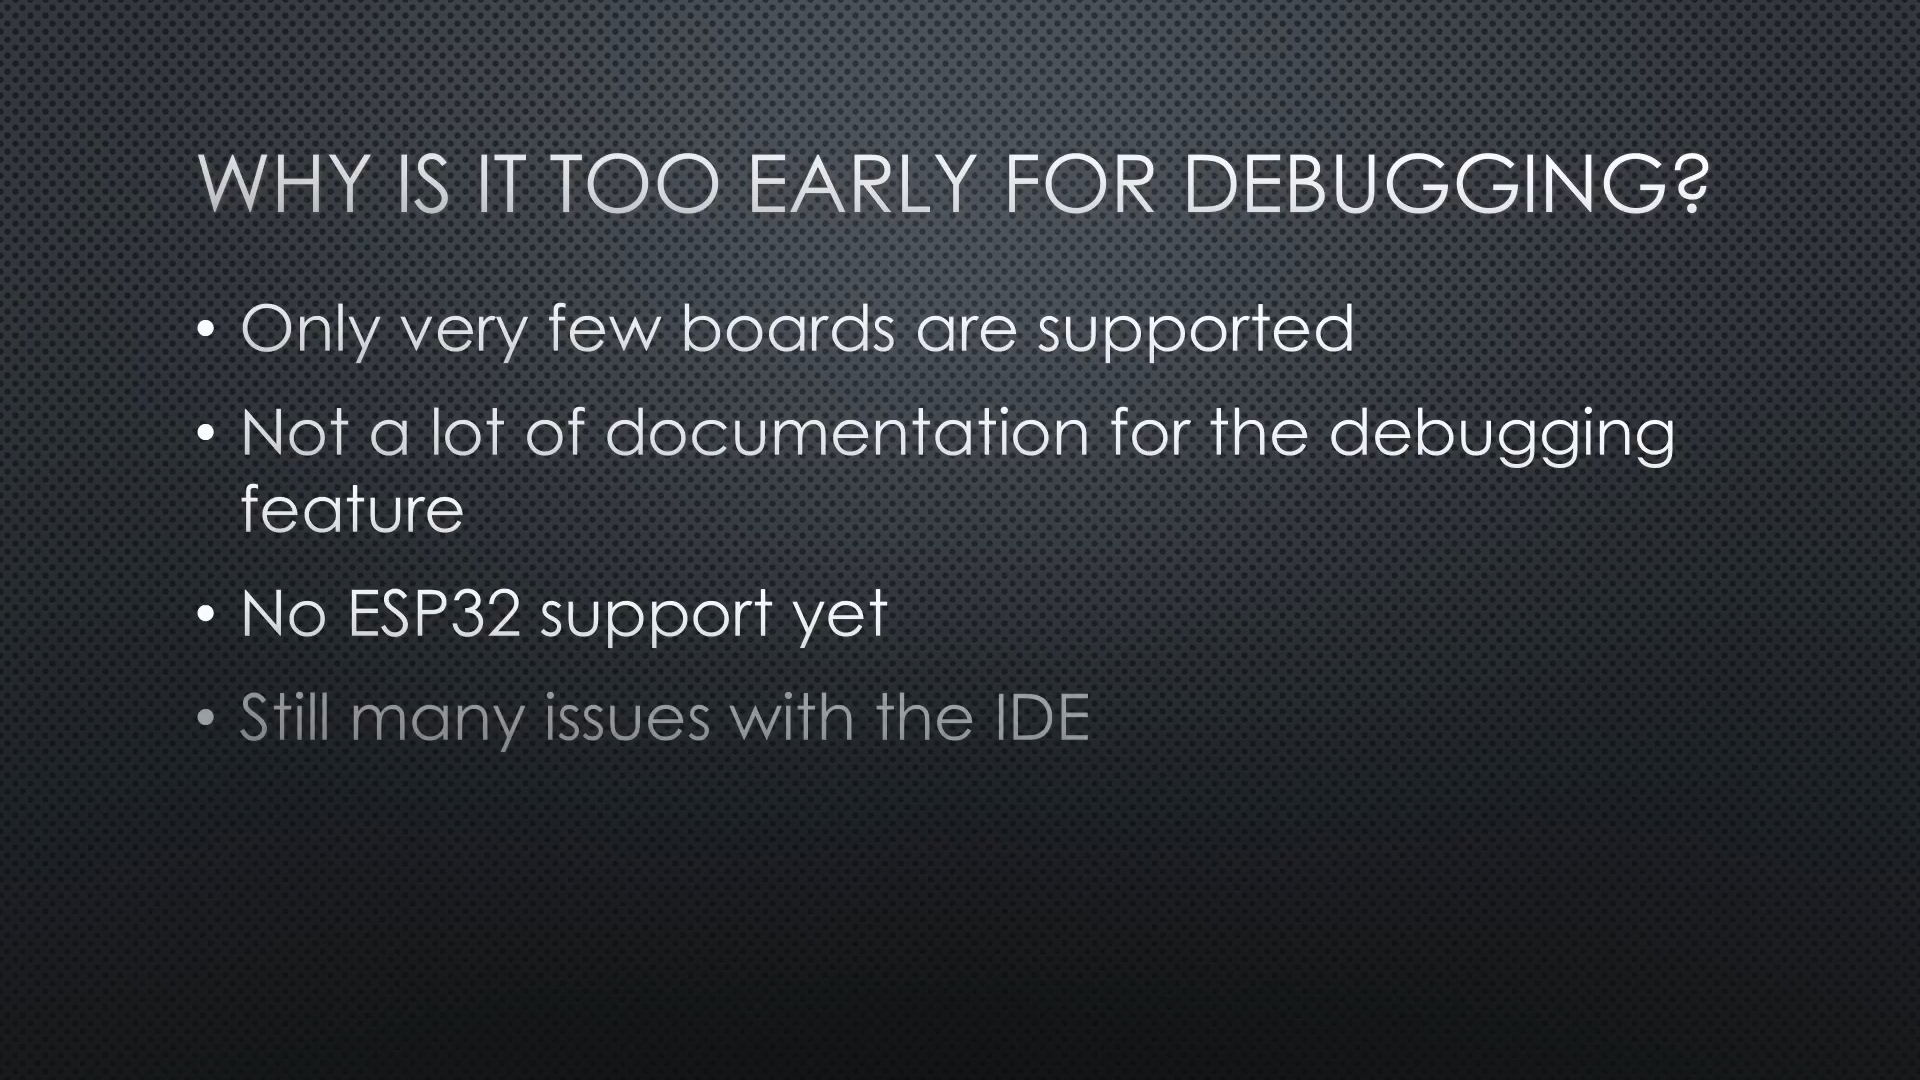 WHY IS IT TOO EARLY FOR DEBUGGING?
• Only very few boards are supported
• Not a lot of documentation for the debugging
feature
• No ESP32 support yet
• Still many issues with the IDE